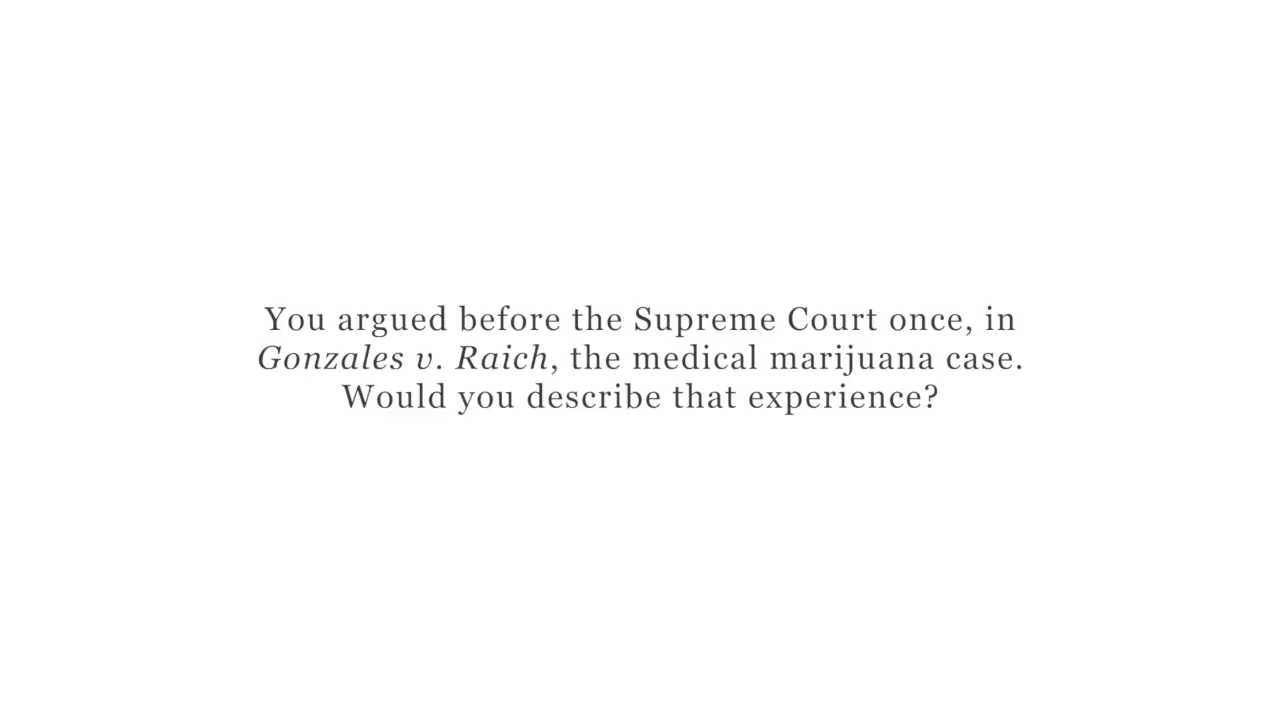 You argued before the Supreme Court once, in
Gonzales v. Raich, the medical marijuana case.
Would you describe that experience?